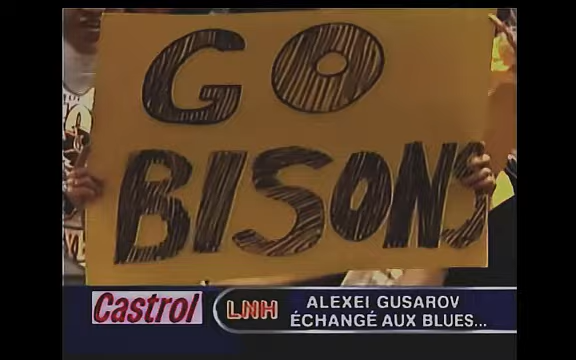 GO
BISONS
Castrol
LNH
ALEXEI GUSAROV
ÉCHANGÉ AUX BLUES...